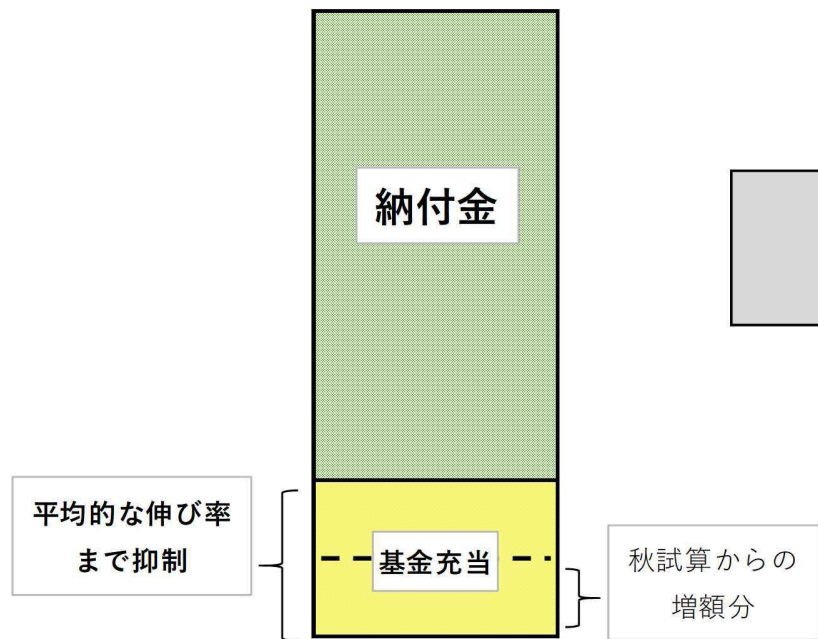 納付金
平均的な伸び率
まで抑制
基金充当
秋試算からの
増額分